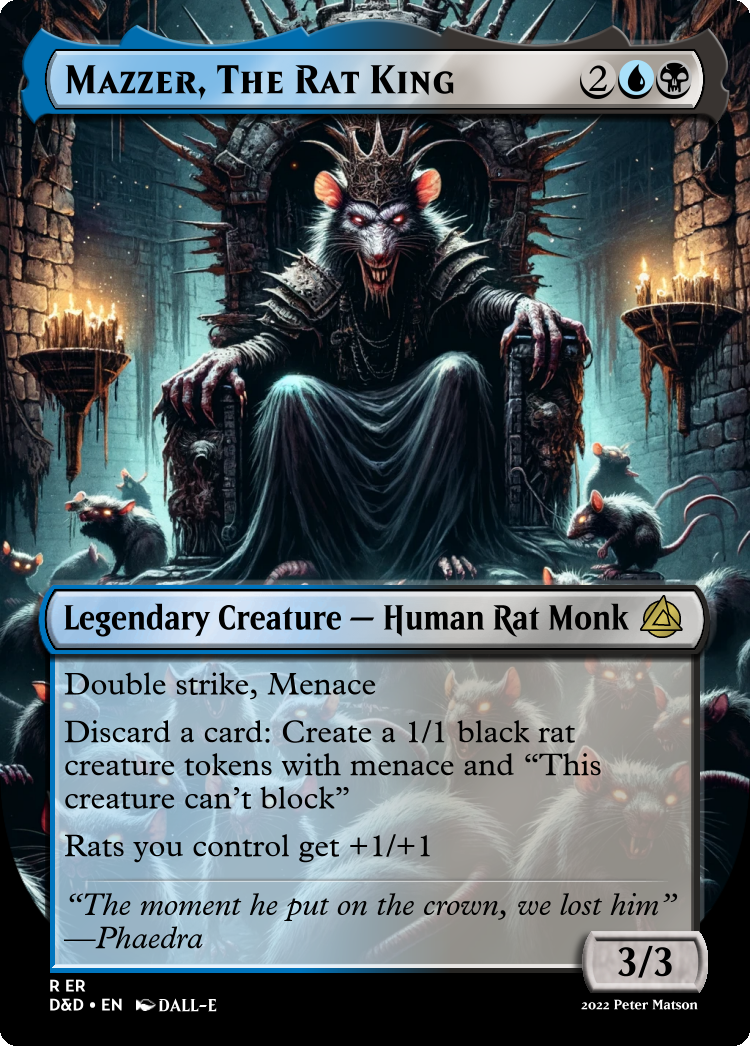 Mazzer, The Rat King 2
Legendary Creature — Human Rat Monk
Double strike, Menace
Discard a card: Create a 1/1 black rat
creature tokens with menace and “This
creature can't block”
Rats you control get +1/+1
“The moment he put on the crown, we lost him”
—Phaedra
3/3
R ER
D&D • EN DALL-E
2022 Peter Matson